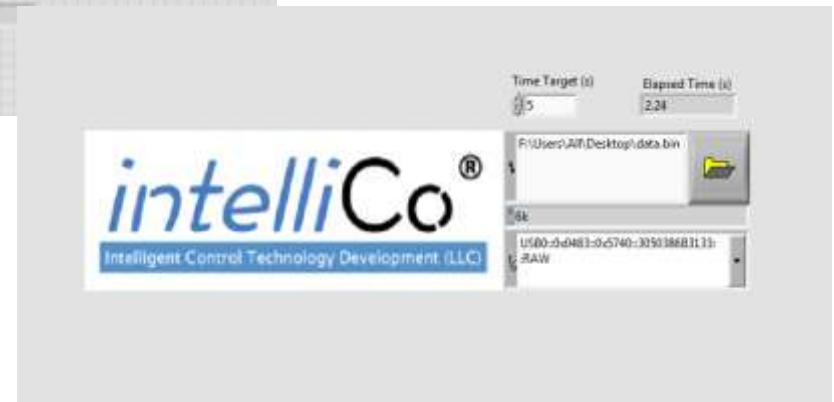 Time Target (s)
Elapsed Time (s)
5
2.24
F:\Users\Alf\Desktop\data.bin
intelliCo®
Intelligent Control Technology Development (LLC)
6k
USB0::0x0483::0x5740::3050386B3133:
:RAW